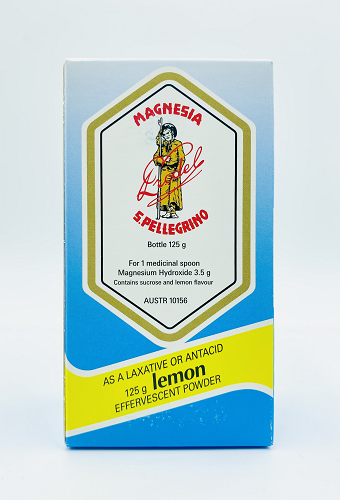 MAGNESIA
Prodel
S.PELLEGRINO
Bottle 125 g
For 1 medicinal spoon
Magnesium Hydroxide 3.5 g
Contains sucrose and lemon flavour
AUSTR 10156
AS A LAXATIVE OR ANTACID
125 g lemon
EFFERVESCENT POWDER